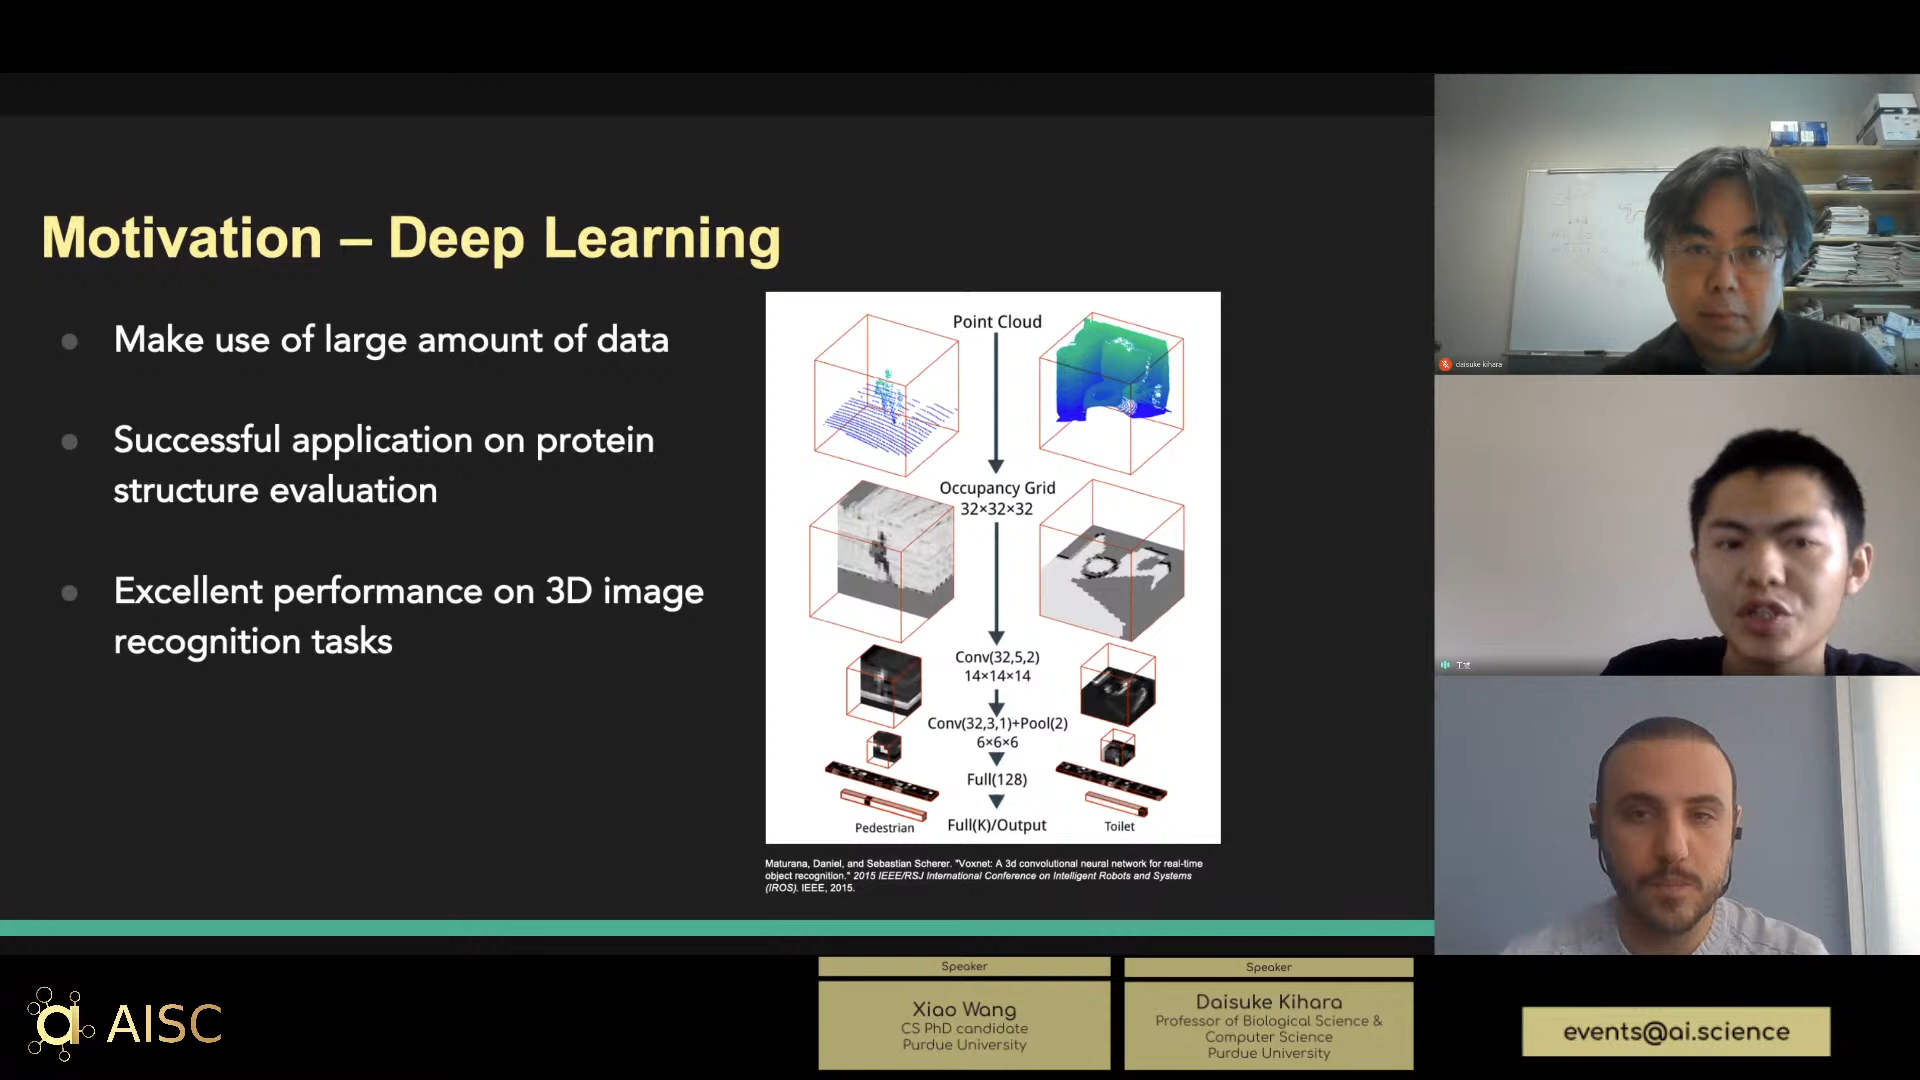 Motivation – Deep Learning
Make use of large amount of data
Successful application on protein
structure evaluation
Excellent performance on 3D image
recognition tasks
Point Cloud
Occupancy Grid
32×32×32
Conv(32,5,2)
14×14×14
Conv(32,3,1)+Pool(2)
6×6×6
Full(128)
Full(K)/Output
Pedestrian
Toilet
Maturana, Daniel, and Sebastian Scherer. "Voxnet: A 3d convolutional neural network for real-time
object recognition." 2015 IEEE/RSJ International Conference on Intelligent Robots and Systems
(IROS). IEEE, 2015.
daisuke kihara
AISC
Speaker
Xiao Wang
CS PhD candidate
Purdue University
Speaker
Daisuke Kihara
Professor of Biological Science &
Computer Science
Purdue University
events@ai.science